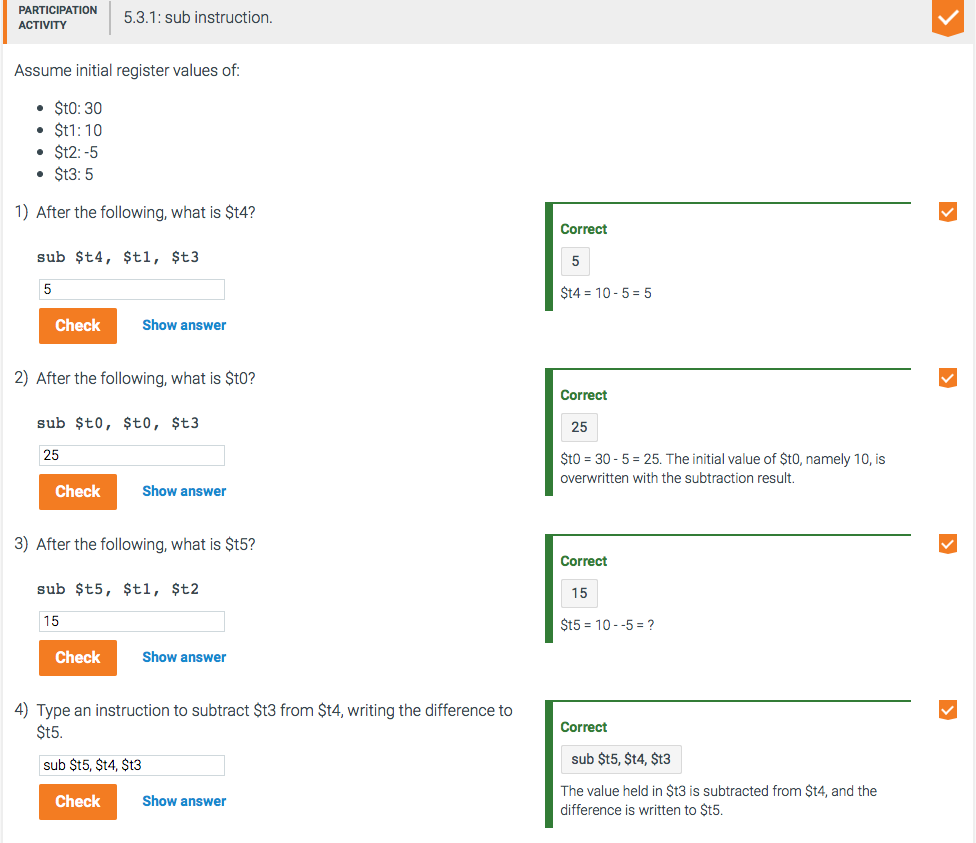 PARTICIPATION
ACTIVITY
5.3.1: sub instruction.
Assume initial register values of:
• $t0: 30
• $t1: 10
• $t2: -5
• $t3: 5
1) After the following, what is $t4?
sub $t4, $t1, $t3
5
Check Show answer
Correct
5
$t4 = 10 - 5 = 5
2) After the following, what is $t0?
sub $t0, $t0, $t3
25
Check Show answer
Correct
25
$t0 = 30 - 5 = 25. The initial value of $t0, namely 10, is
overwritten with the subtraction result.
3) After the following, what is $t5?
sub $t5, $t1, $t2
15
Check Show answer
Correct
15
$t5 = 10 - -5 = ?
4) Type an instruction to subtract $t3 from $t4, writing the difference to
$t5.
sub $t5, $t4, $t3
Check Show answer
Correct
sub $t5, $t4, $t3
The value held in $t3 is subtracted from $t4, and the
difference is written to $t5.